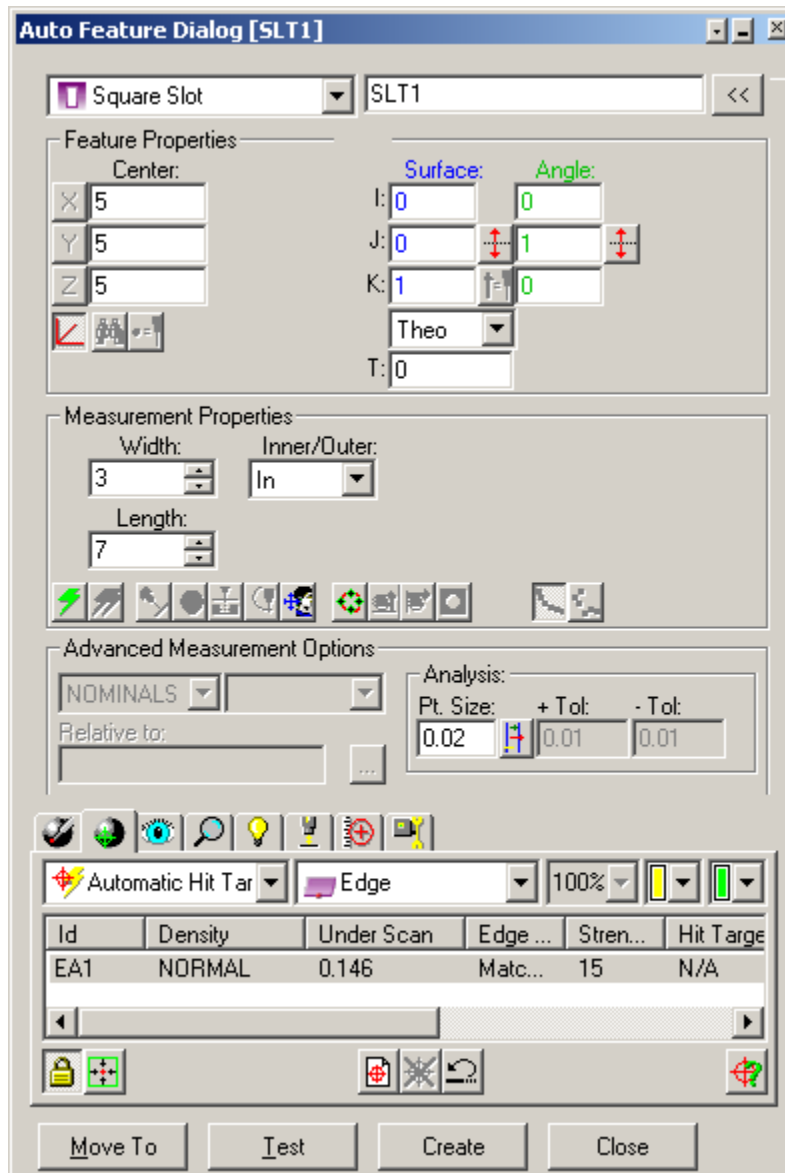 Auto Feature Dialog [SLT1]
Square Slot SLT1 <<
Feature Properties
Center: Surface: Angle:
X 5 I: 0 0
Y 5 J: 0 1
Z 5 K: 1 0
Theo
T: 0
Measurement Properties
Width: Inner/Outer:
3 In
Length:
7
Advanced Measurement Options
NOMINALS
Analysis:
Pt. Size: + Tol: - Tol:
0.02 0.01 0.01
Relative to:
...
Automatic Hit Tar Edge 100%
Id Density Under Scan Edge ... Stren... Hit Targe
EA1 NORMAL 0.146 Matc... 15 N/A
Move To Test Create Close